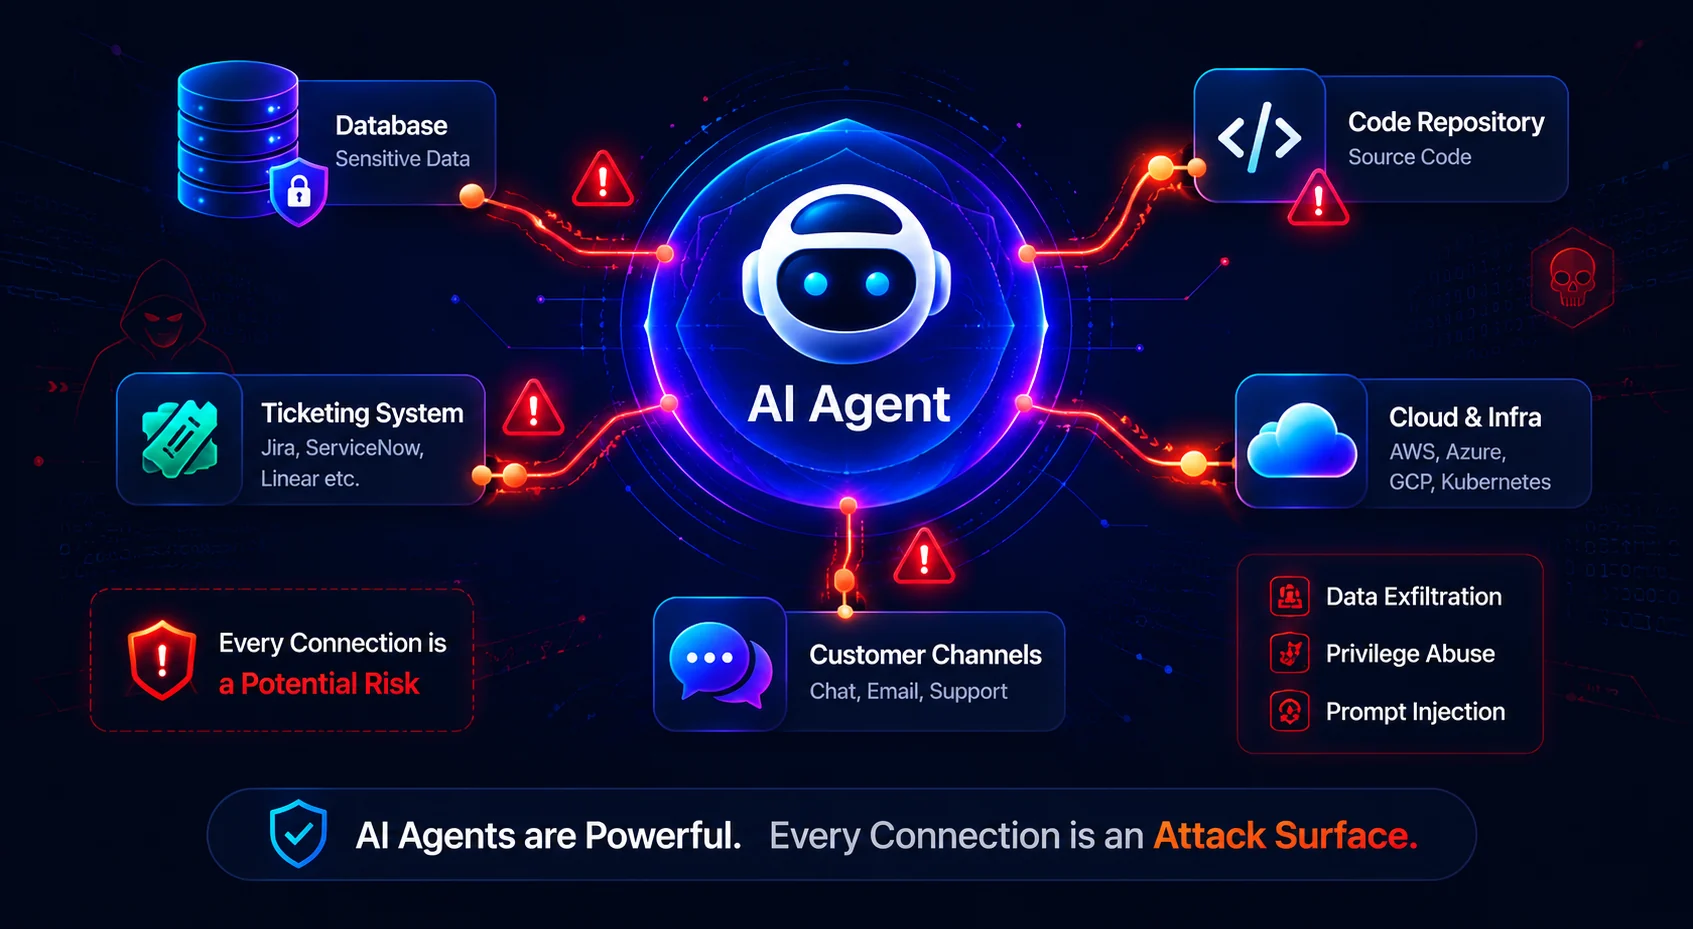 Database
Sensitive Data
Code Repository
Source Code
AI Agent
Ticketing System
Jira, ServiceNow,
Linear etc.
Cloud & Infra
AWS, Azure,
GCP, Kubernetes
Every Connection is
a Potential Risk
Customer Channels
Chat, Email, Support
Data Exfiltration
Privilege Abuse
Prompt Injection
AI Agents are Powerful. Every Connection is an Attack Surface.